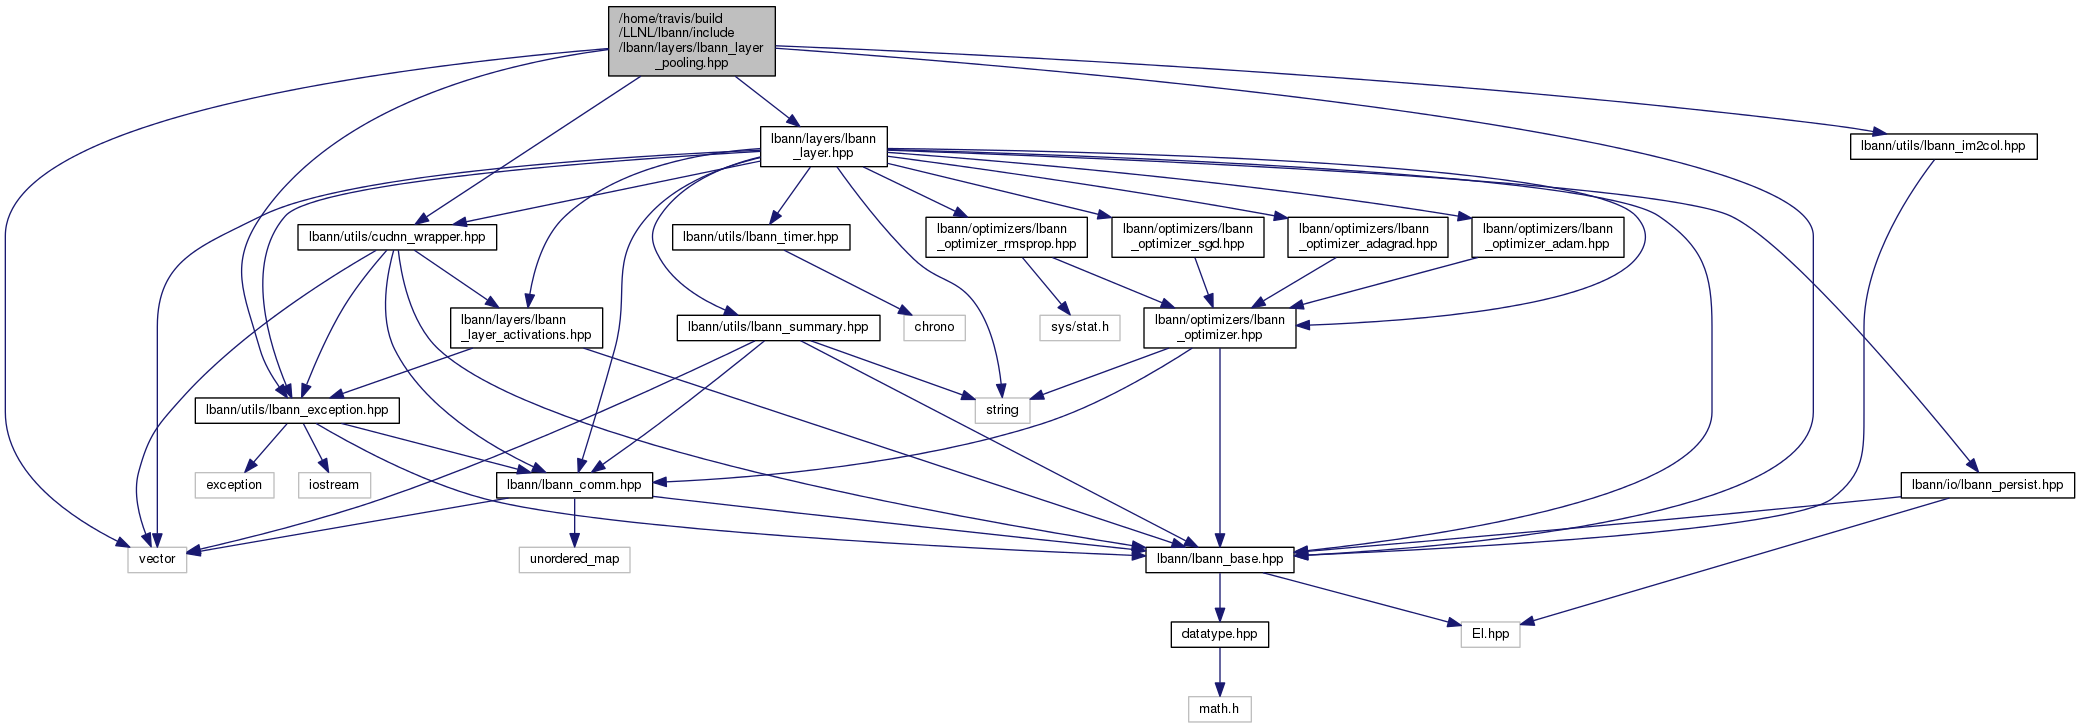 /home/travis/build
/LLNL/lbann/include
/lbann/layers/lbann_layer
_pooling.hpp
lbann/layers/lbann
_layer.hpp
lbann/utils/lbann_im2col.hpp
lbann/utils/cudnn_wrapper.hpp
lbann/utils/lbann_timer.hpp
lbann/optimizers/lbann
_optimizer_rmsprop.hpp
lbann/optimizers/lbann
_optimizer_sgd.hpp
lbann/optimizers/lbann
_optimizer_adagrad.hpp
lbann/optimizers/lbann
_optimizer_adam.hpp
lbann/layers/lbann
_layer_activations.hpp
lbann/utils/lbann_summary.hpp
chrono
sys/stat.h
lbann/optimizers/lbann
_optimizer.hpp
lbann/utils/lbann_exception.hpp
string
exception
iostream
lbann/lbann_comm.hpp
lbann/io/lbann_persist.hpp
vector
unordered_map
lbann/lbann_base.hpp
datatype.hpp
El.hpp
math.h